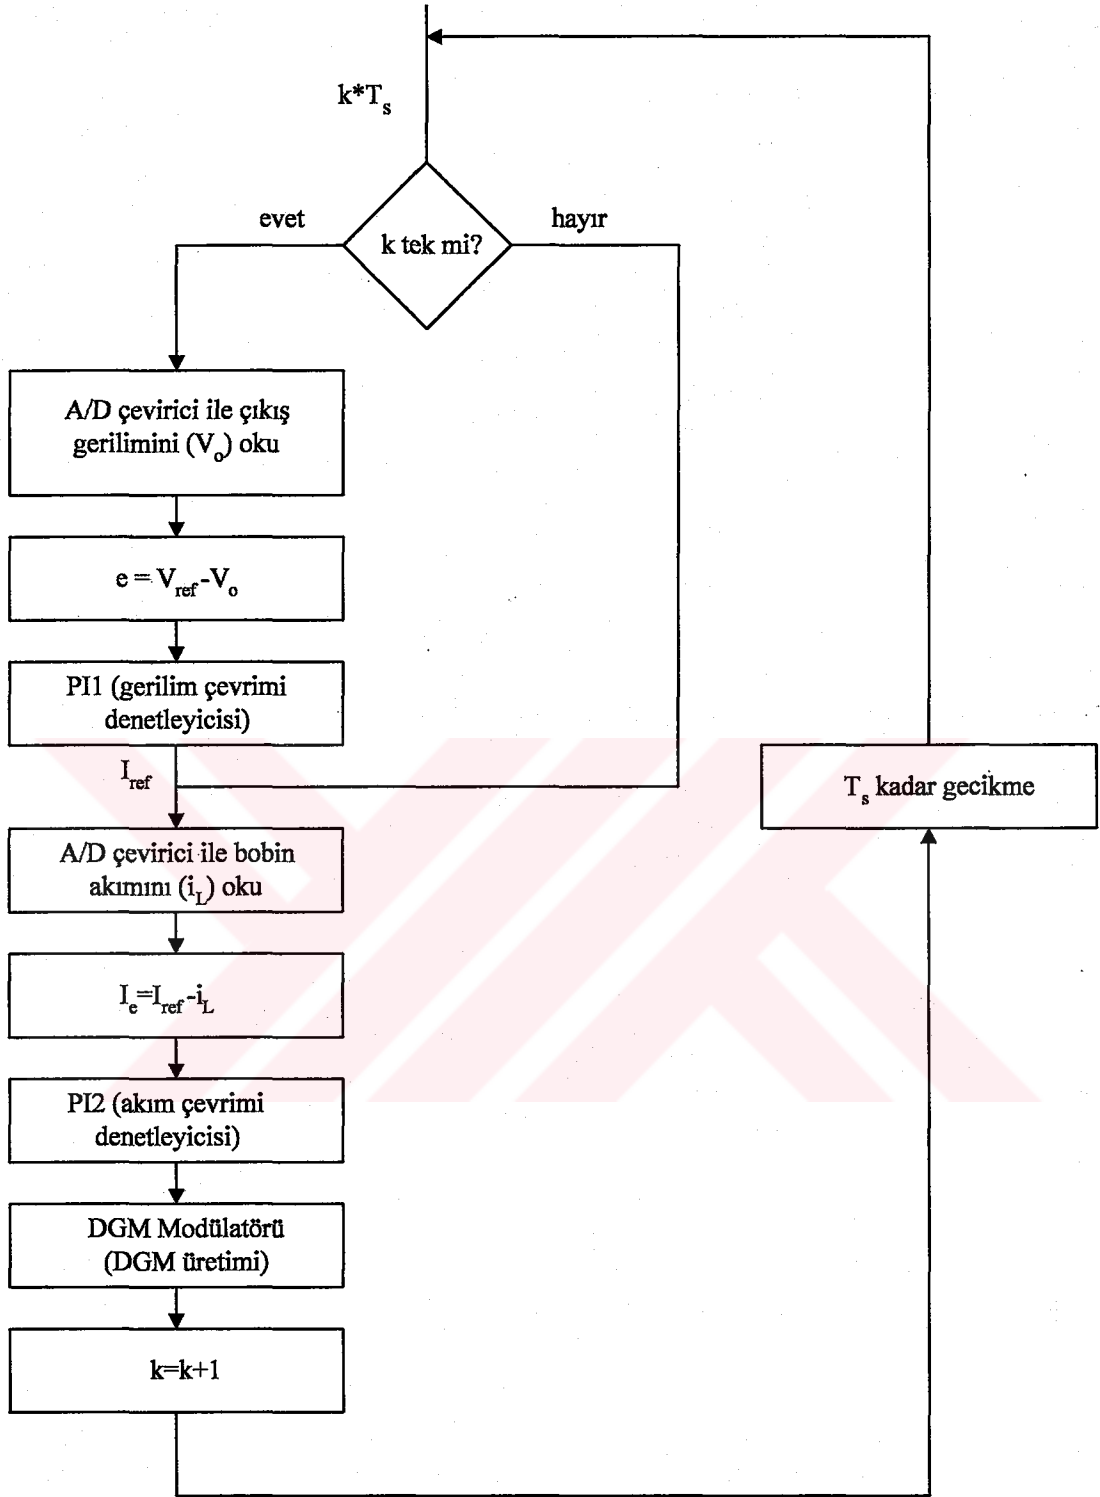 k*T_s
evet
hayır
k tek mi?
A/D çevirici ile çıkış
gerilimini (V_o) oku
e = V_ref-V_o
PI1 (gerilim çevrimi
denetleyicisi)
I_ref
T_s kadar gecikme
A/D çevirici ile bobin
akımını (i_L) oku
I_e=I_ref-i_L
PI2 (akım çevrimi
denetleyicisi)
DGM Modülatörü
(DGM üretimi)
k=k+1